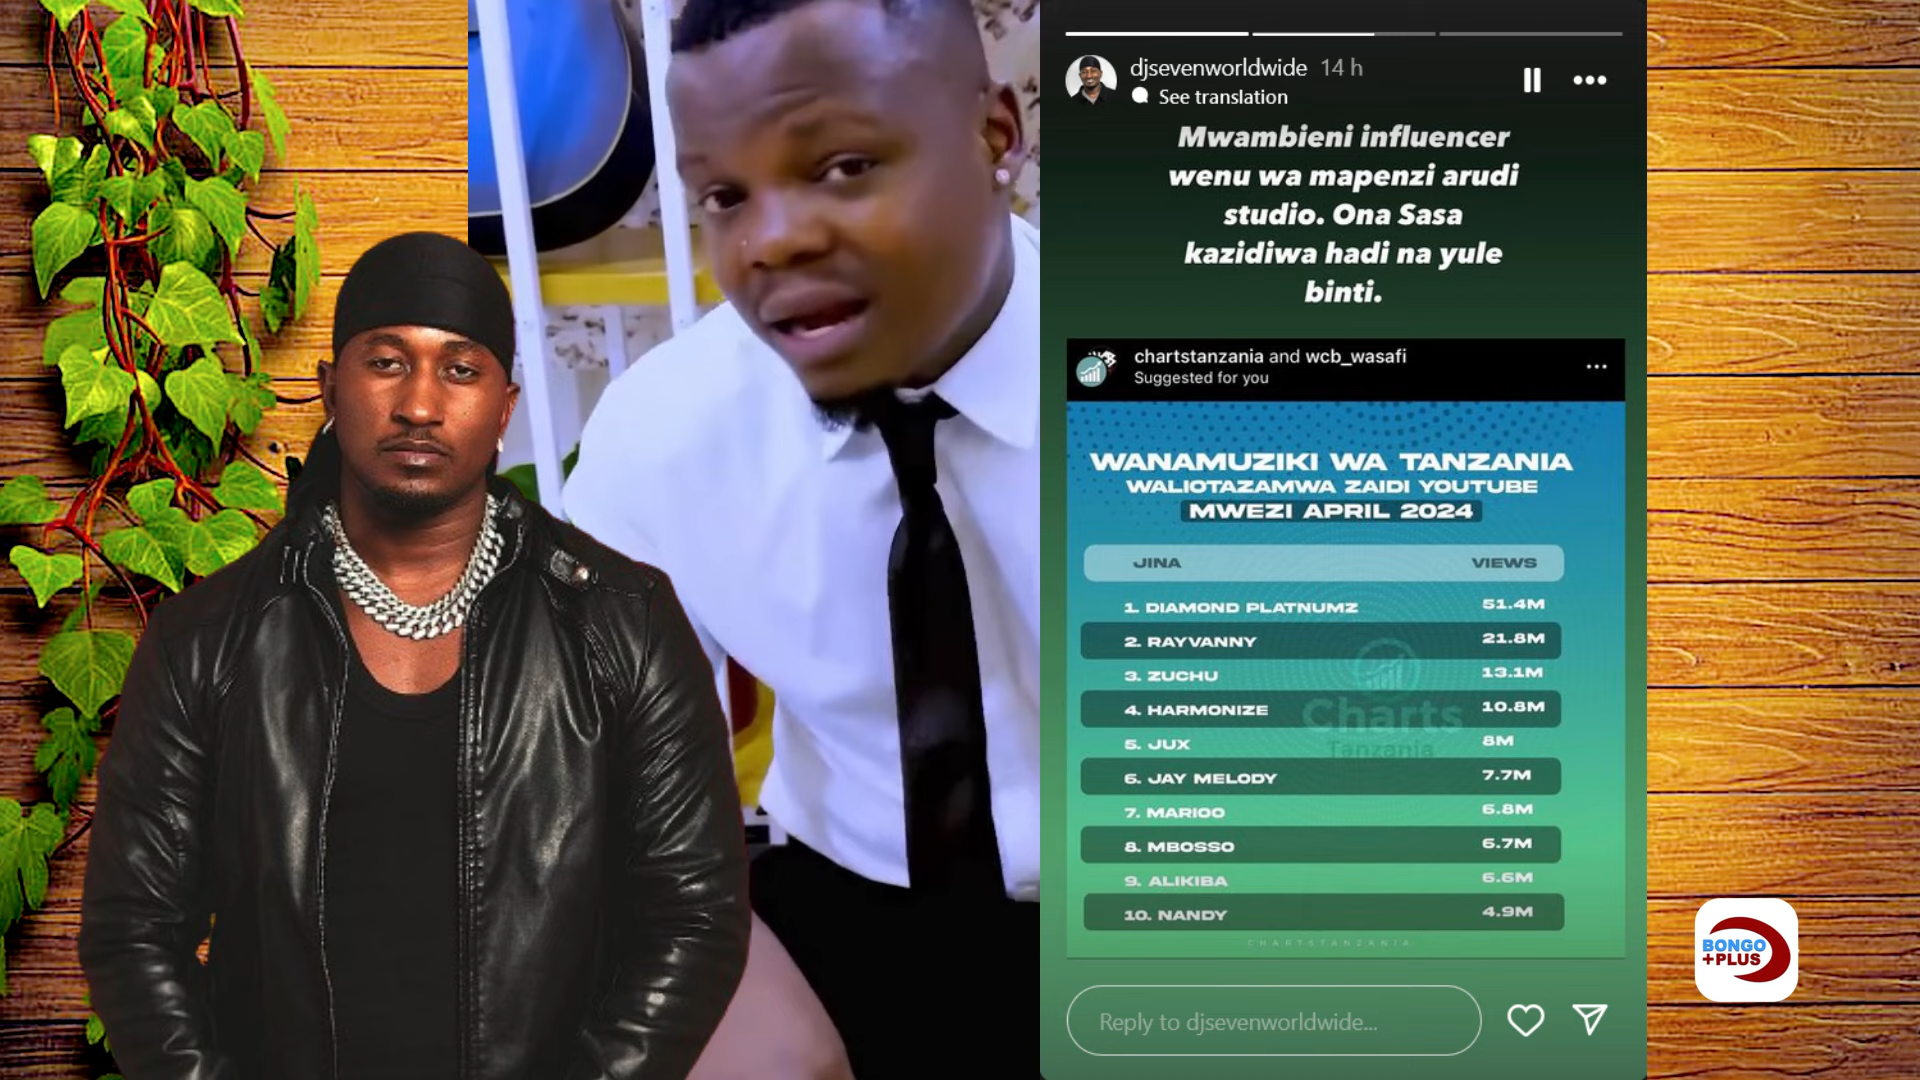 djsevenworldwide 14 h
See translation
Mwambieni influencer
wenu wa mapenzi arudi
studio. Ona Sasa
kazidiwa hadi na yule
binti.
chartstanzania and wcb_wasafi
Suggested for you
WANAMUZIKI WA TANZANIA
WALIOTAZAMWA ZAIDI YOUTUBE
MWEZI APRIL 2024
JINA VIEWS
1. DIAMOND PLATNUMZ 51.4M
2. RAYVANNY 21.8M
3. ZUCHU 13.1M
4. HARMONIZE 10.8M
5. JUX 8M
6. JAY MELODY 7.7M
7. MARIOO 6.8M
8. MBOSSO 6.7M
9. ALIKIBA 6.6M
10. NANDY 4.9M
Charts
Tanzania
CHARTSTANZANIA
Reply to djsevenworldwide...
BONGO
+PLUS